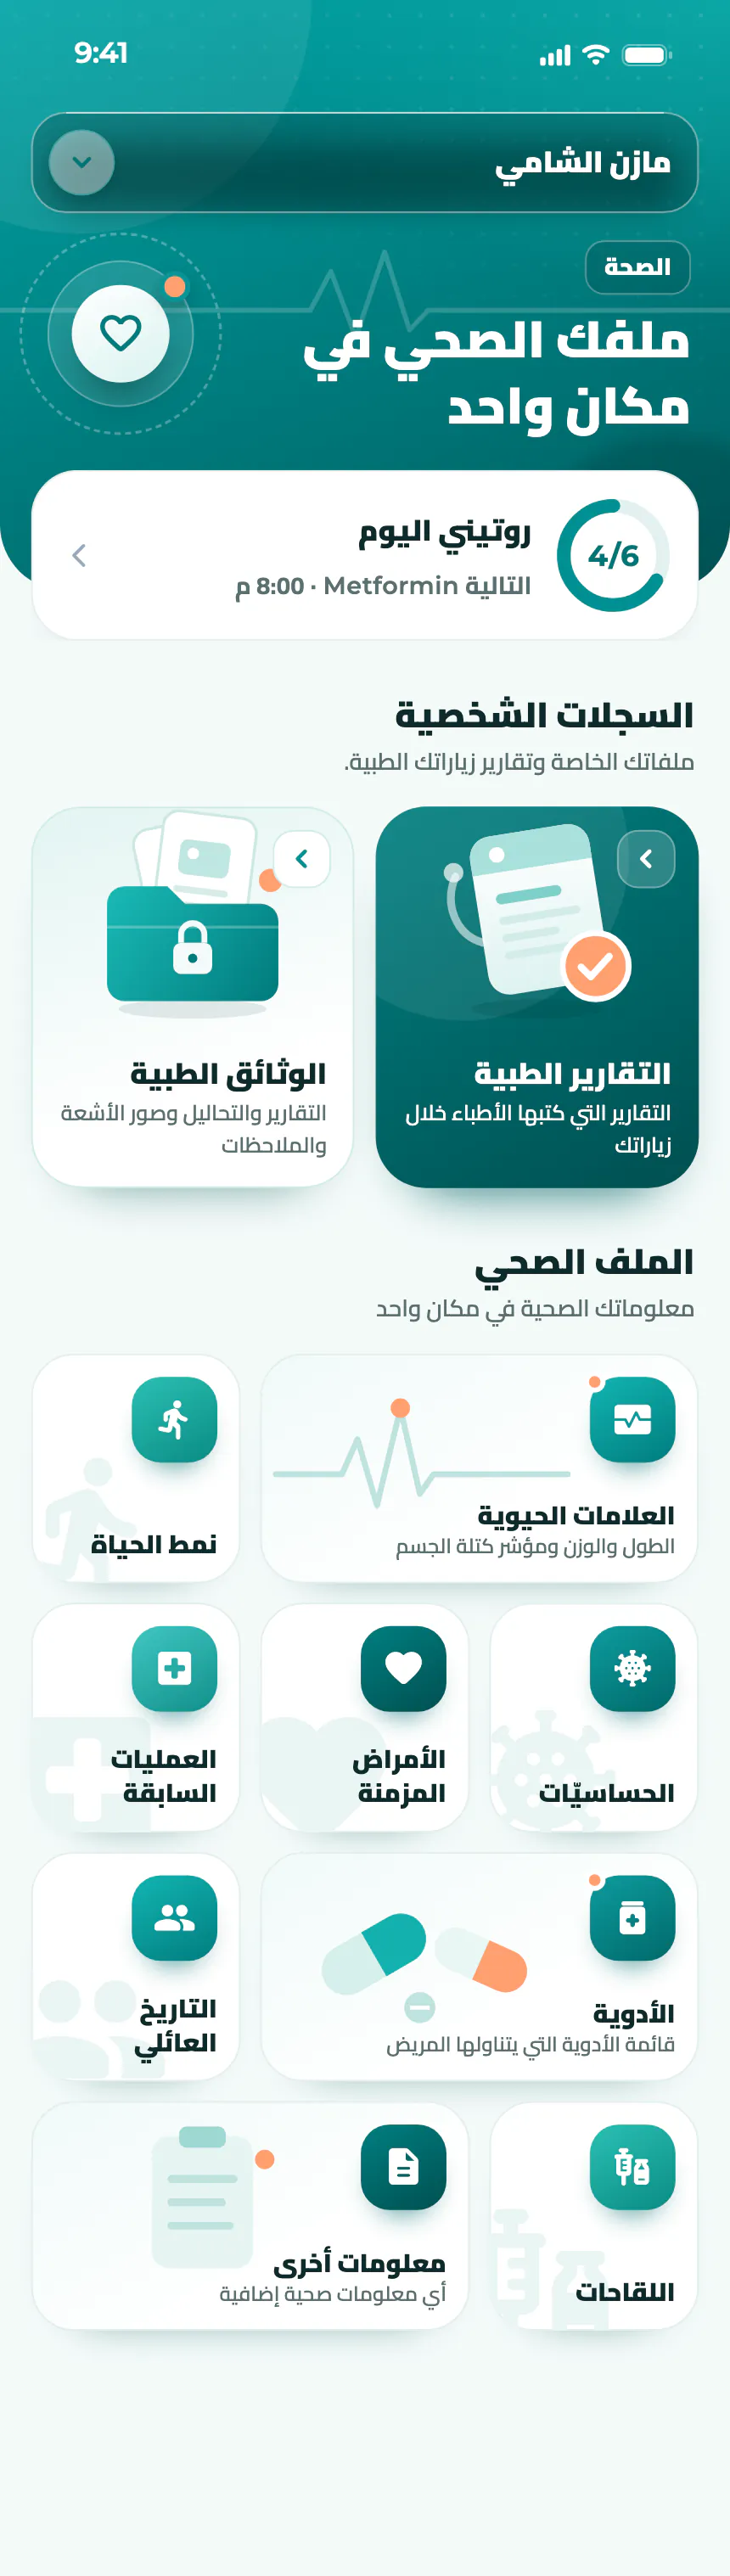 9:41
مازن الشامي
الصحة
ملفك الصحي في
مكان واحد
4/6
روتيني اليوم
التالية Metformin · 8:00 م
السجلات الشخصية
ملفاتك الخاصة وتقارير زياراتك الطبية.
التقارير الطبية
التقارير التي كتبها الأطباء خلال
زياراتك
الوثائق الطبية
التقارير والتحاليل وصور الأشعة
والملاحظات
الملف الصحي
معلوماتك الصحية في مكان واحد
العلامات الحيوية
الطول والوزن ومؤشر كتلة الجسم
نمط الحياة
الحساسيّات
الأمراض
المزمنة
العمليات
السابقة
الأدوية
قائمة الأدوية التي يتناولها المريض
التاريخ
العائلي
اللقاحات
معلومات أخرى
أي معلومات صحية إضافية